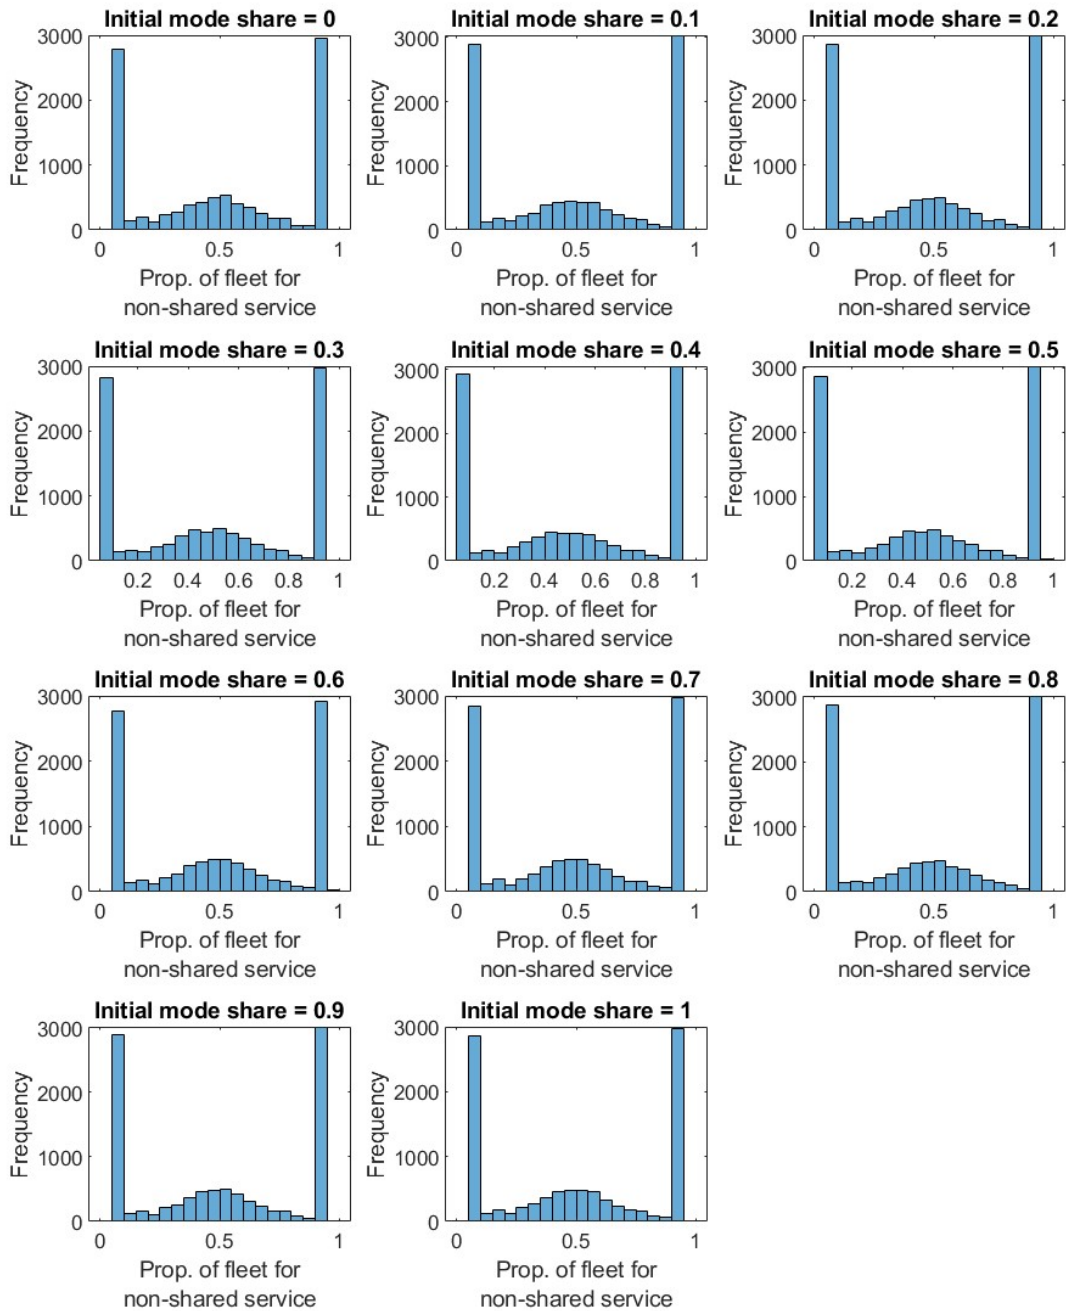 Initial mode share = 0
Initial mode share = 0.1
Initial mode share = 0.2
3000
2000
1000
0
Frequency
0
0.5
1
Prop. of fleet for
non-shared service
3000
2000
1000
0
Frequency
0
0.5
1
Prop. of fleet for
non-shared service
3000
2000
1000
0
Frequency
0
0.5
1
Prop. of fleet for
non-shared service
Initial mode share = 0.3
Initial mode share = 0.4
Initial mode share = 0.5
3000
2000
1000
0
Frequency
0.2
0.4
0.6
0.8
1
Prop. of fleet for
non-shared service
3000
2000
1000
0
Frequency
0.2
0.4
0.6
0.8
1
Prop. of fleet for
non-shared service
3000
2000
1000
0
Frequency
0.2
0.4
0.6
0.8
1
Prop. of fleet for
non-shared service
Initial mode share = 0.6
Initial mode share = 0.7
Initial mode share = 0.8
3000
2000
1000
0
Frequency
0
0.5
1
Prop. of fleet for
non-shared service
3000
2000
1000
0
Frequency
0
0.5
1
Prop. of fleet for
non-shared service
3000
2000
1000
0
Frequency
0
0.5
1
Prop. of fleet for
non-shared service
Initial mode share = 0.9
Initial mode share = 1
3000
2000
1000
0
Frequency
0
0.5
1
Prop. of fleet for
non-shared service
3000
2000
1000
0
Frequency
0
0.5
1
Prop. of fleet for
non-shared service